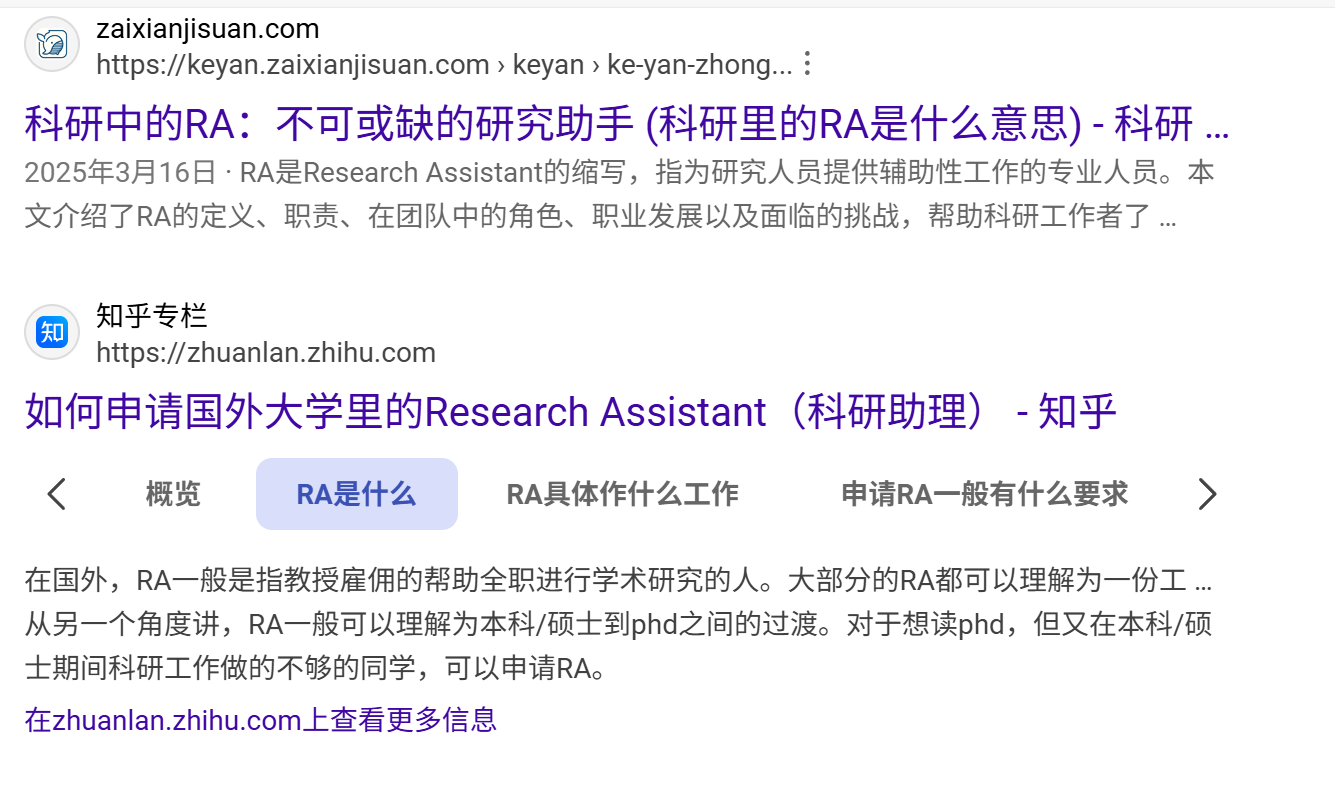 zaixianjisuan.com
https://keyan.zaixianjisuan.com › keyan › ke-yan-zhong...
科研中的RA：不可或缺的研究助手 (科研里的RA是什么意思) - 科研 ...
2025年3月16日 · RA是Research Assistant的缩写，指为研究人员提供辅助性工作的专业人员。本
文介绍了RA的定义、职责、在团队中的角色、职业发展以及面临的挑战，帮助科研工作者了 ...
知
知乎专栏
https://zhuanlan.zhihu.com
如何申请国外大学里的Research Assistant（科研助理） - 知乎
概览 RA是什么 RA具体作什么工作 申请RA一般有什么要求
在国外，RA一般是指教授雇佣的帮助全职进行学术研究的人。大部分的RA都可以理解为一份工 ...
从另一个角度讲，RA一般可以理解为本科/硕士到phd之间的过渡。对于想读phd，但又在本科/硕
士期间科研工作做的不够的同学，可以申请RA。
在zhuanlan.zhihu.com上查看更多信息